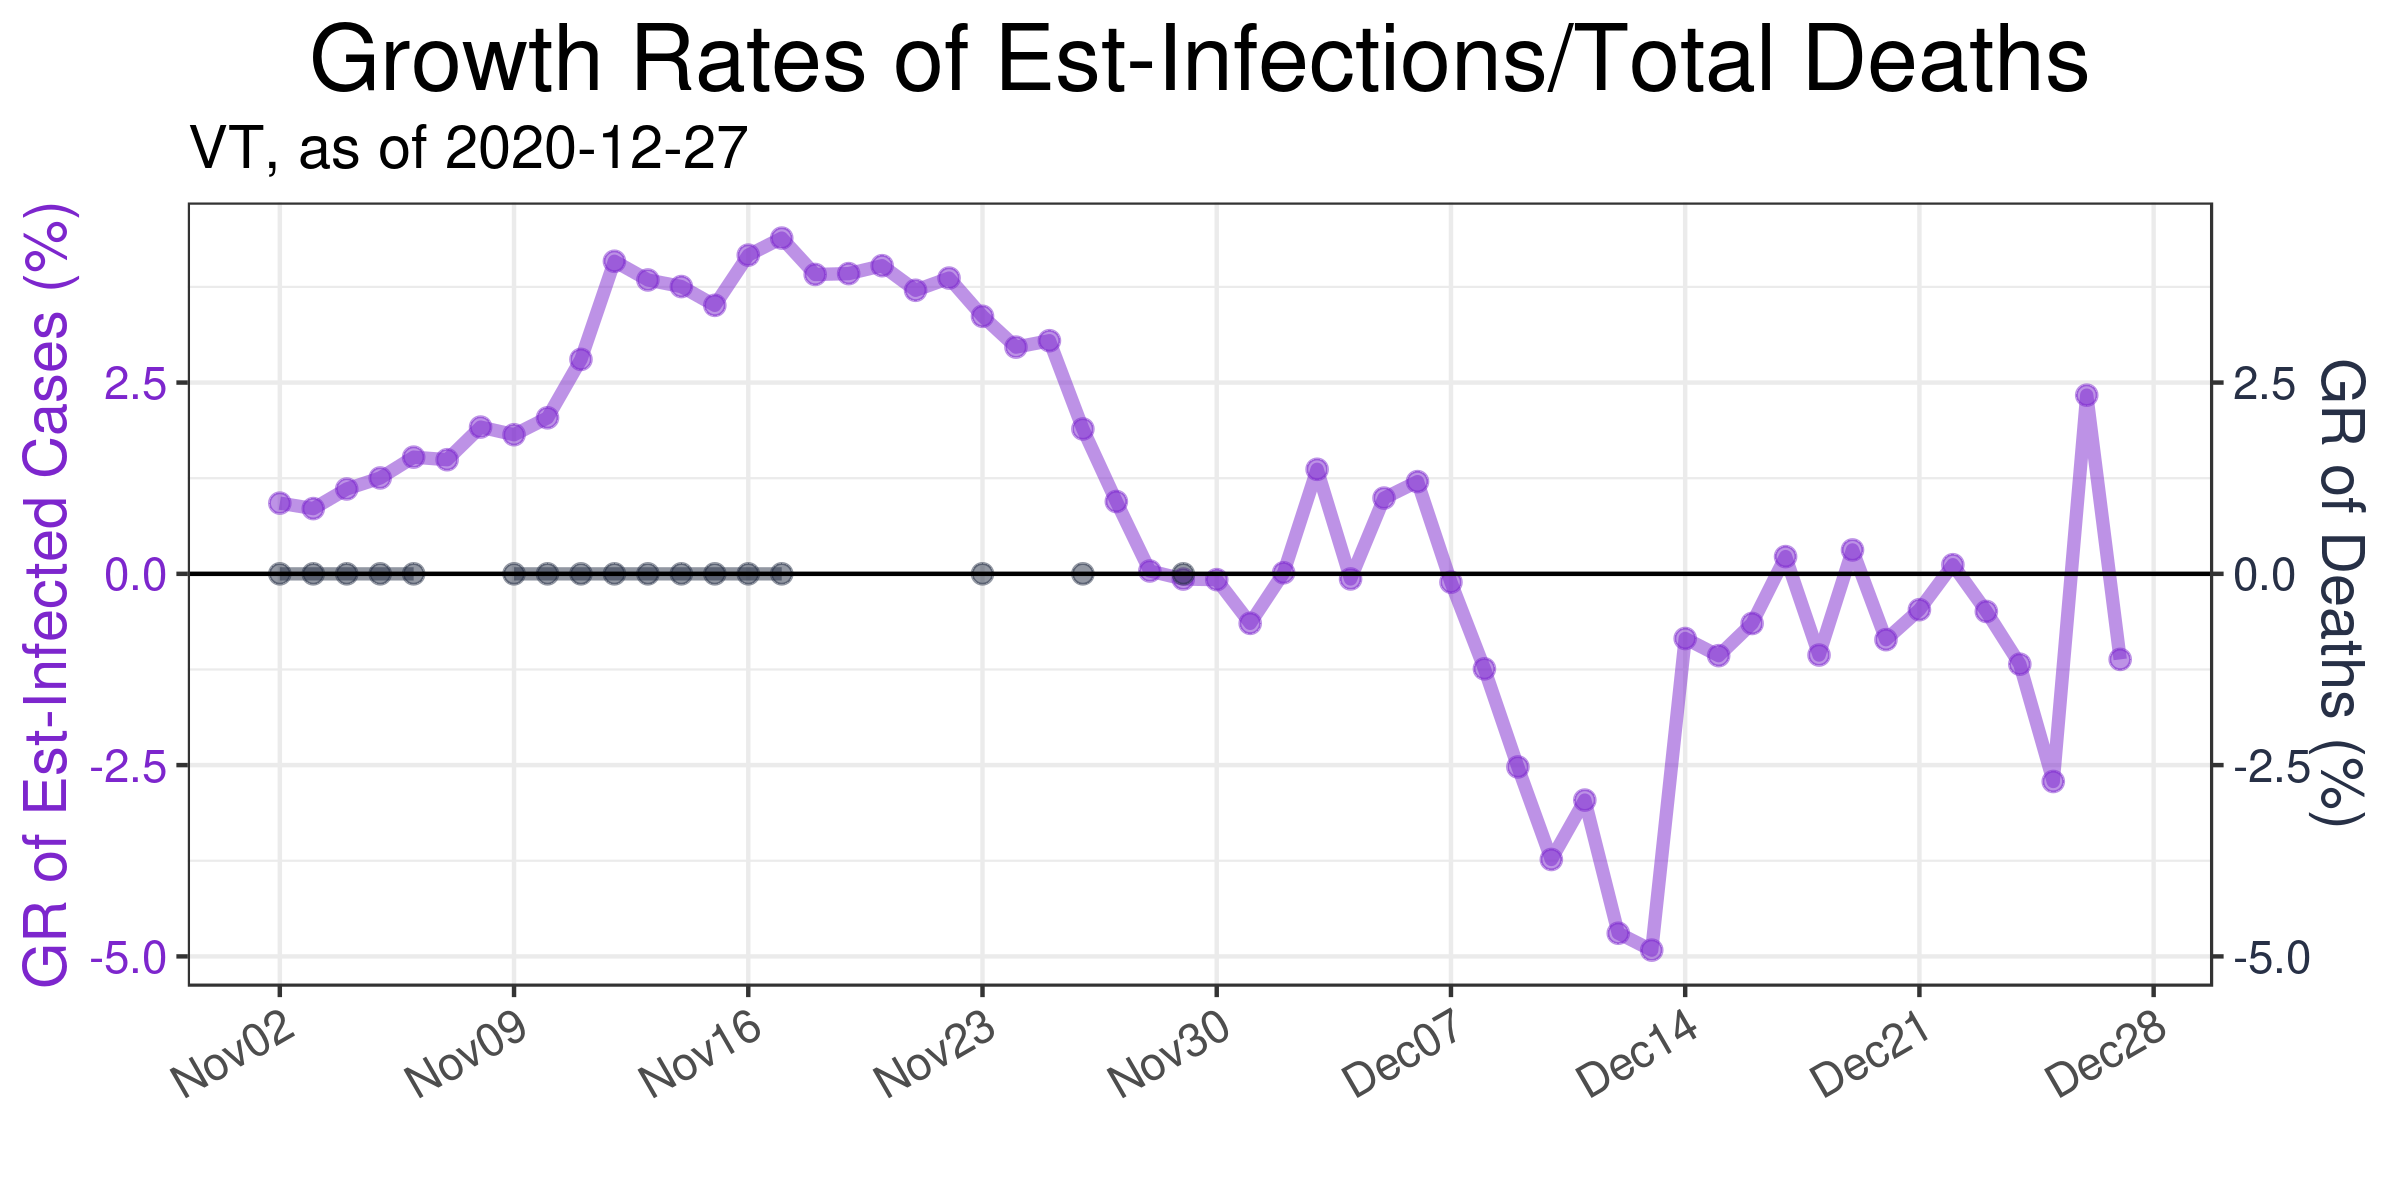 Growth Rates of Est-Infections/Total Deaths
VT, as of 2020-12-27
GR of Est-Infected Cases (%)
2.5
0.0
-2.5
-5.0
2.5
0.0
-2.5
-5.0
GR of Deaths (%)
Nov02 Nov09 Nov16 Nov23 Nov30 Dec07 Dec14 Dec21 Dec28